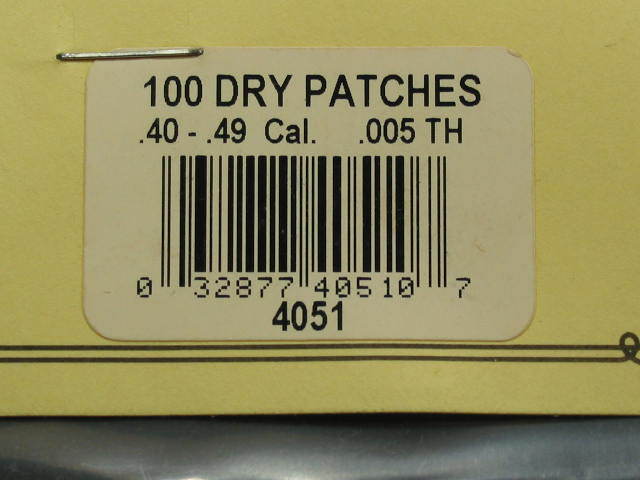 100 DRY PATCHES
.40 - .49 Cal. .005 TH
0 32877 40510 7
4051